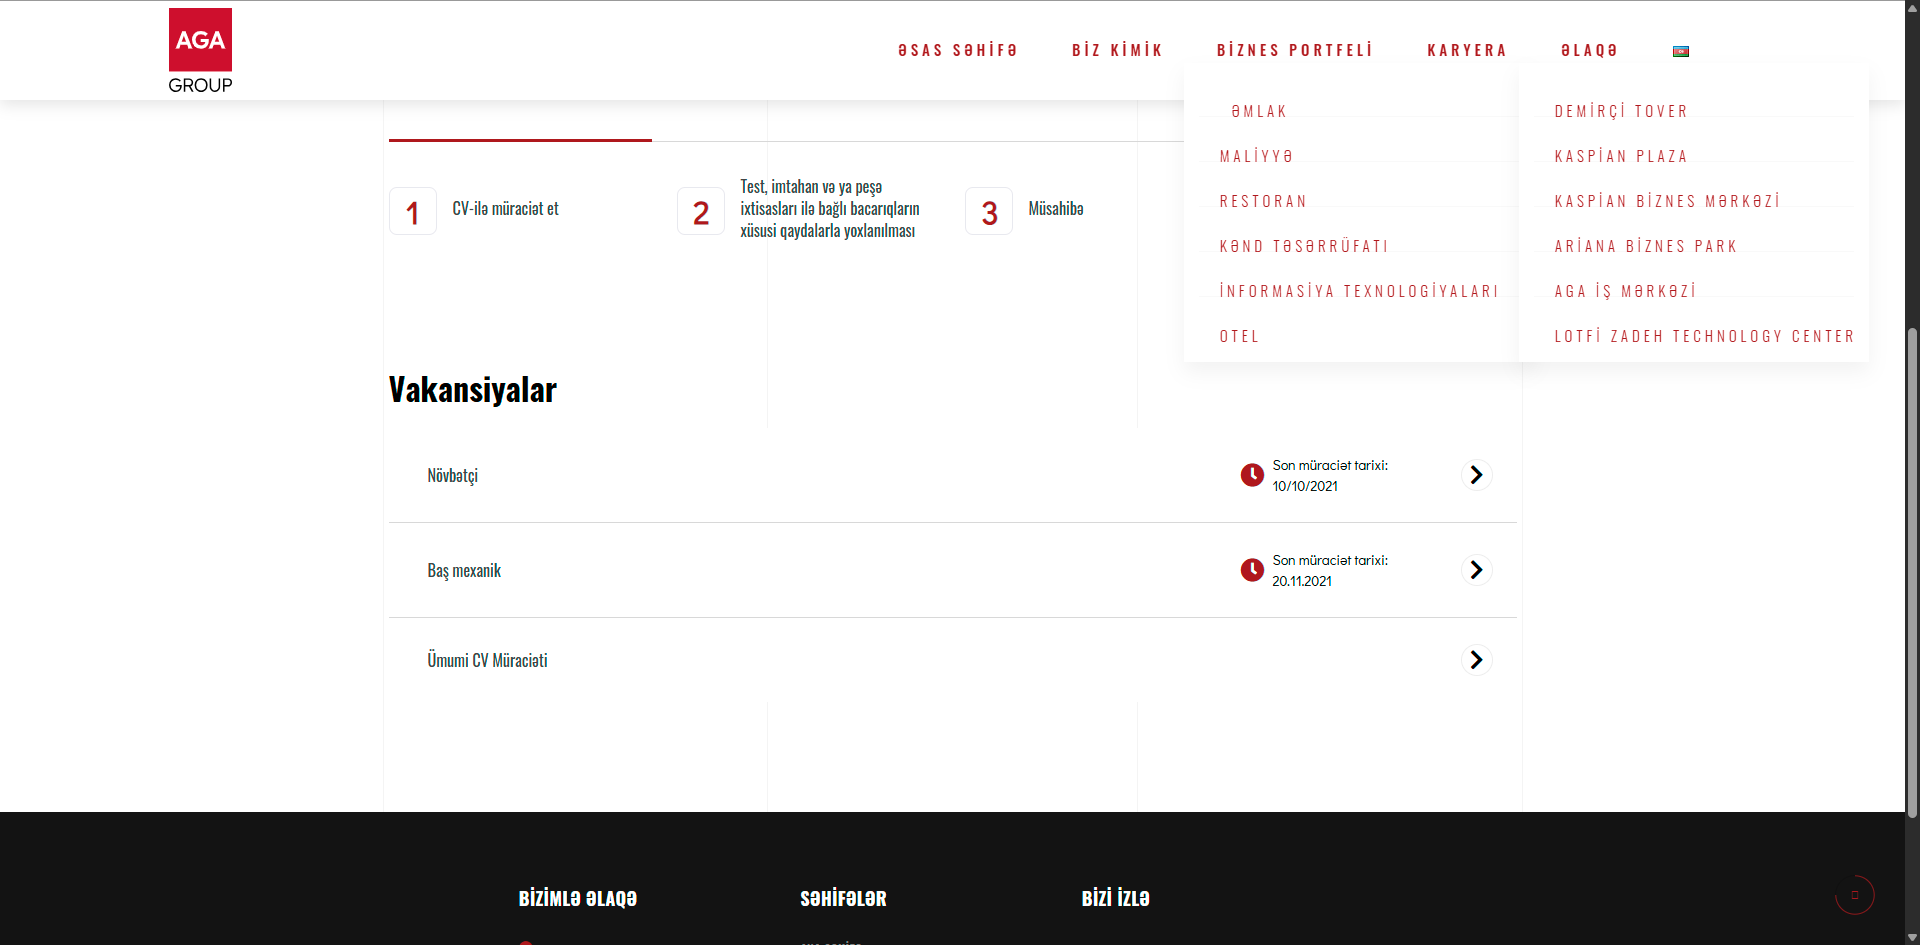 AGA
GROUP
ƏSAS SƏHİFƏ
BİZ KİMİK
BİZNES PORTFELİ
KARYERA
ƏLAQƏ
ƏMLAK
MALİYYƏ
RESTORAN
KƏND TƏSƏRRÜFATI
İNFORMASİYA TEXNOLOGİYALARI
OTEL
DEMİRÇİ TOVER
KASPİAN PLAZA
KASPİAN BİZNES MƏRKƏZİ
ARİANA BİZNES PARK
AGA İŞ MƏRKƏZİ
LOTFİ ZADEH TECHNOLOGY CENTER
1
CV-ilə müraciət et
2
Test, imtahan və ya peşə
ixtisasları ilə bağlı bacarıqların
xüsusi qaydalarla yoxlanılması
3
Müsahibə
Vakansiyalar
Növbətçi
Son müraciət tarixi:
10/10/2021
Baş mexanik
Son müraciət tarixi:
20.11.2021
Ümumi CV Müraciəti
BİZİMLƏ ƏLAQƏ
SƏHİFƏLƏR
BİZİ İZLƏ